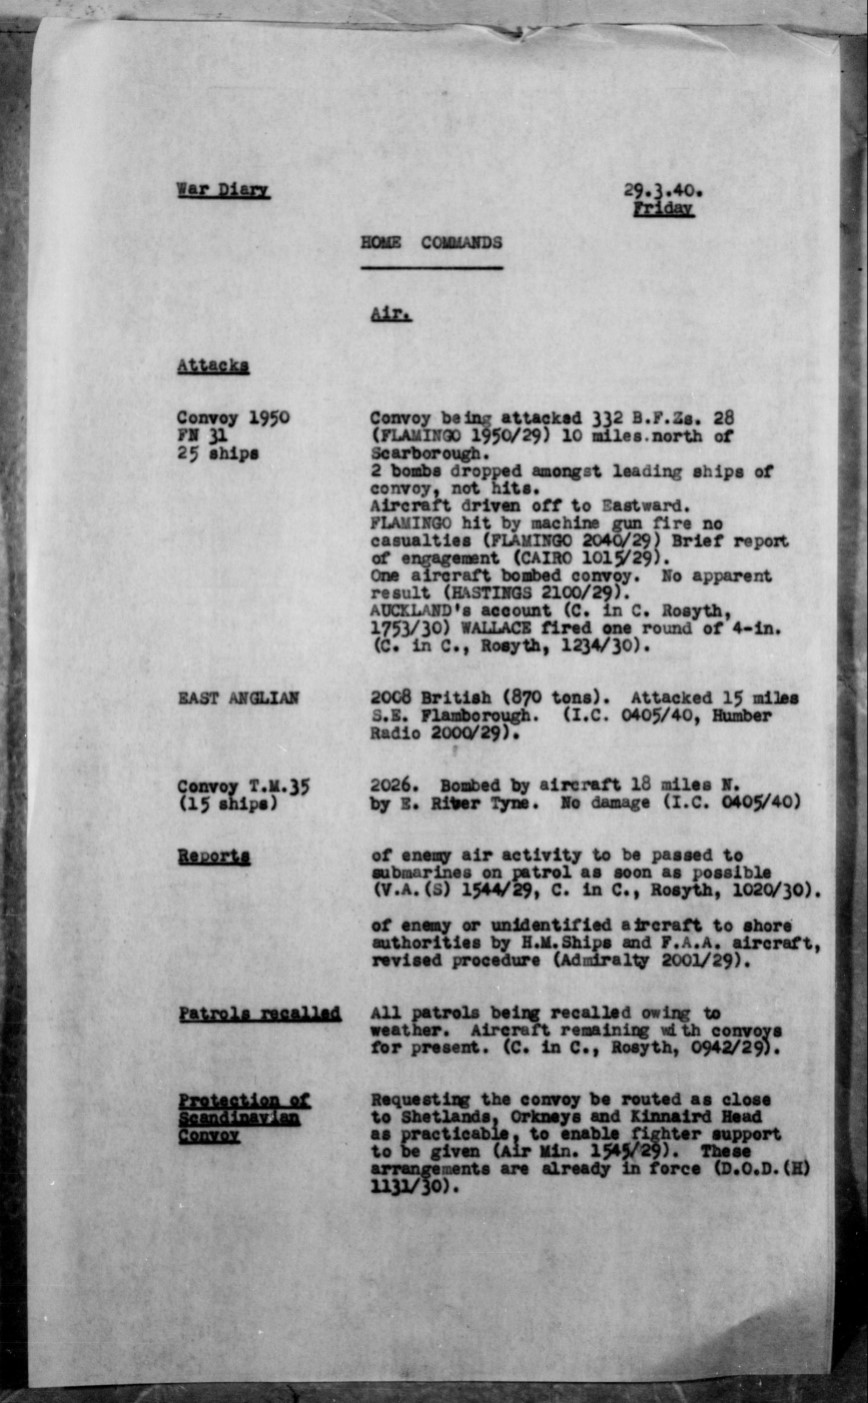 War Diary
29.3.40.
Friday
HOME COMMANDS
Air.
Attacks
Convoy 1950
FN 31
25 ships
Convoy being attacked 332 B.F.Zs. 28
(FLAMINGO 1950/29) 10 miles.north of
Scarborough.
2 bombs dropped amongst leading ships of
convoy, not hits.
Aircraft driven off to Eastward.
FLAMINGO hit by machine gun fire no
casualties (FLAMINGO 2040/29) Brief report
of engagement (CAIRO 1015/29).
One aircraft bombed convoy. No apparent
result (HASTINGS 2100/29).
AUCKLAND's account (C. in C. Rosyth,
1753/30) WALLACE fired one round of 4-in.
(C. in C., Rosyth, 1234/30).
EAST ANGLIAN
2008 British (870 tons). Attacked 15 miles
S.E. Flamborough. (I.C. 0405/40, Humber
Radio 2000/29).
Convoy T.M.35
(15 ships)
2026. Bombed by aircraft 18 miles N.
by E. River Tyne. No damage (I.C. 0405/40)
Reports
of enemy air activity to be passed to
submarines on patrol as soon as possible
(V.A.(S) 1544/29, C. in C., Rosyth, 1020/30).
of enemy or unidentified aircraft to shore
authorities by H.M.Ships and F.A.A. aircraft,
revised procedure (Admiralty 2001/29).
Patrols recalled
All patrols being recalled owing to
weather. Aircraft remaining with convoys
for present. (C. in C., Rosyth, 0942/29).
Protection of
Scandinavian
Convoy
Requesting the convoy be routed as close
to Shetlands, Orkneys and Kinnaird Head
as practicable, to enable fighter support
to be given (Air Min. 1545/29). These
arrangements are already in force (D.O.D.(H)
1131/30).